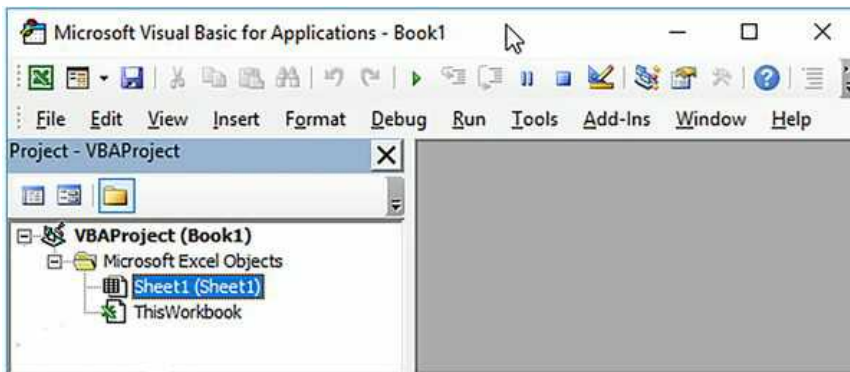 Microsoft Visual Basic for Applications - Book1
File Edit View Insert Format Debug Run Tools Add-Ins Window Help
Project - VBAProject
VBAProject (Book1)
Microsoft Excel Objects
Sheet1 (Sheet1)
ThisWorkbook